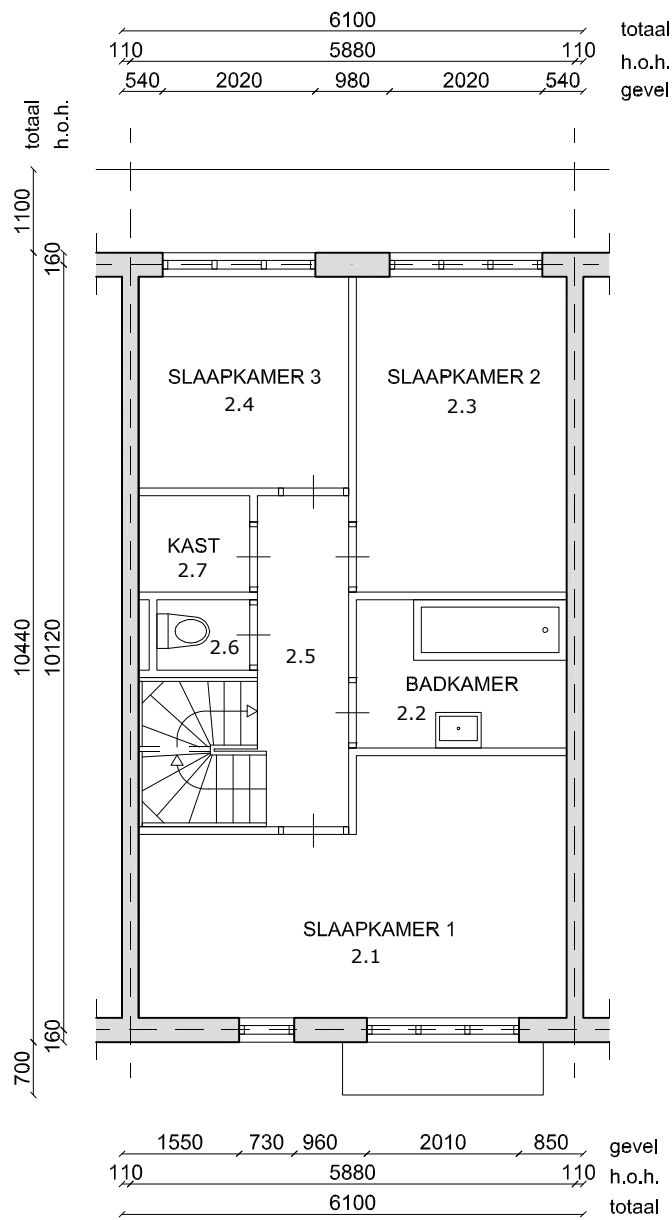 6100 totaal
110 5880 110 h.o.h.
540 2020 980 2020 540 gevel
totaal
h.o.h.
1100
160
SLAAPKAMER 3
2.4
SLAAPKAMER 2
2.3
KAST
2.7
2.6
2.5
10440
10120
BADKAMER
2.2
SLAAPKAMER 1
2.1
160
700
1550 730 960 2010 850 gevel
110 5880 110 h.o.h.
6100 totaal